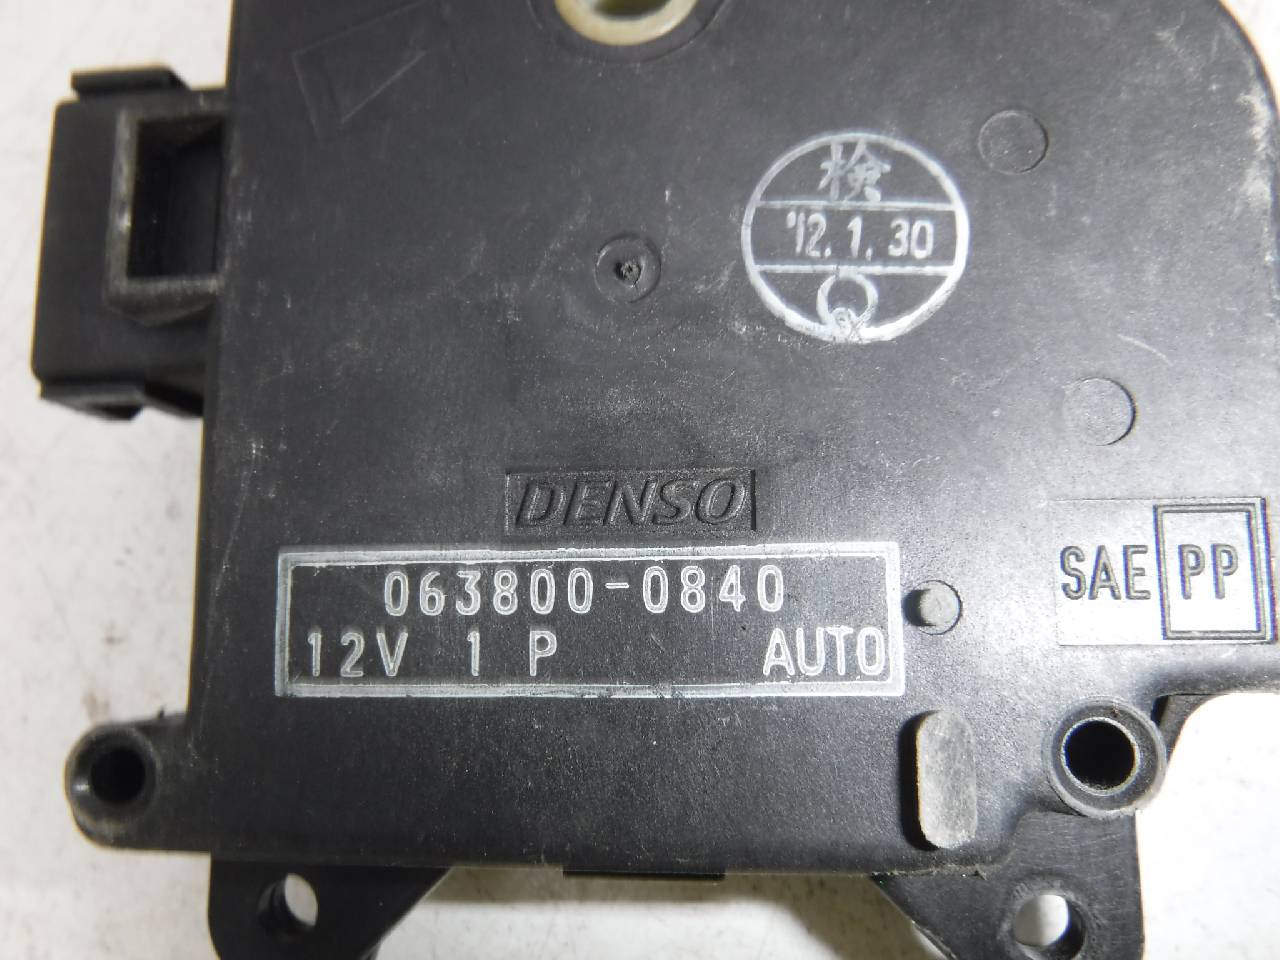 検
'12.1.30
DENSO
063800-0840
12V 1 P AUTO
SAE PP